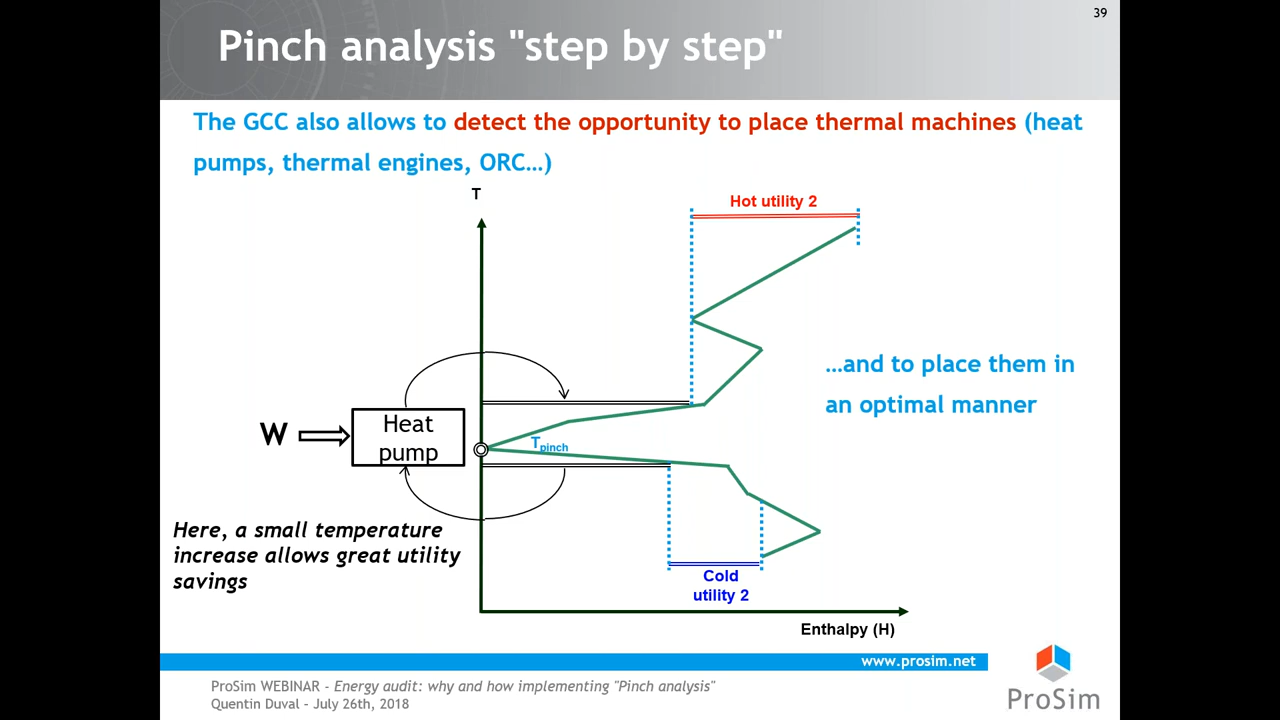 39
Pinch analysis "step by step"
The GCC also allows to detect the opportunity to place thermal machines (heat
pumps, thermal engines, ORC…)
T
Hot utility 2
…and to place them in
an optimal manner
Heat
pump
W
Tpinch
Here, a small temperature
increase allows great utility
savings
Cold
utility 2
Enthalpy (H)
www.prosim.net
ProSim WEBINAR - Energy audit: why and how implementing "Pinch analysis"
Quentin Duval - July 26th, 2018
ProSim